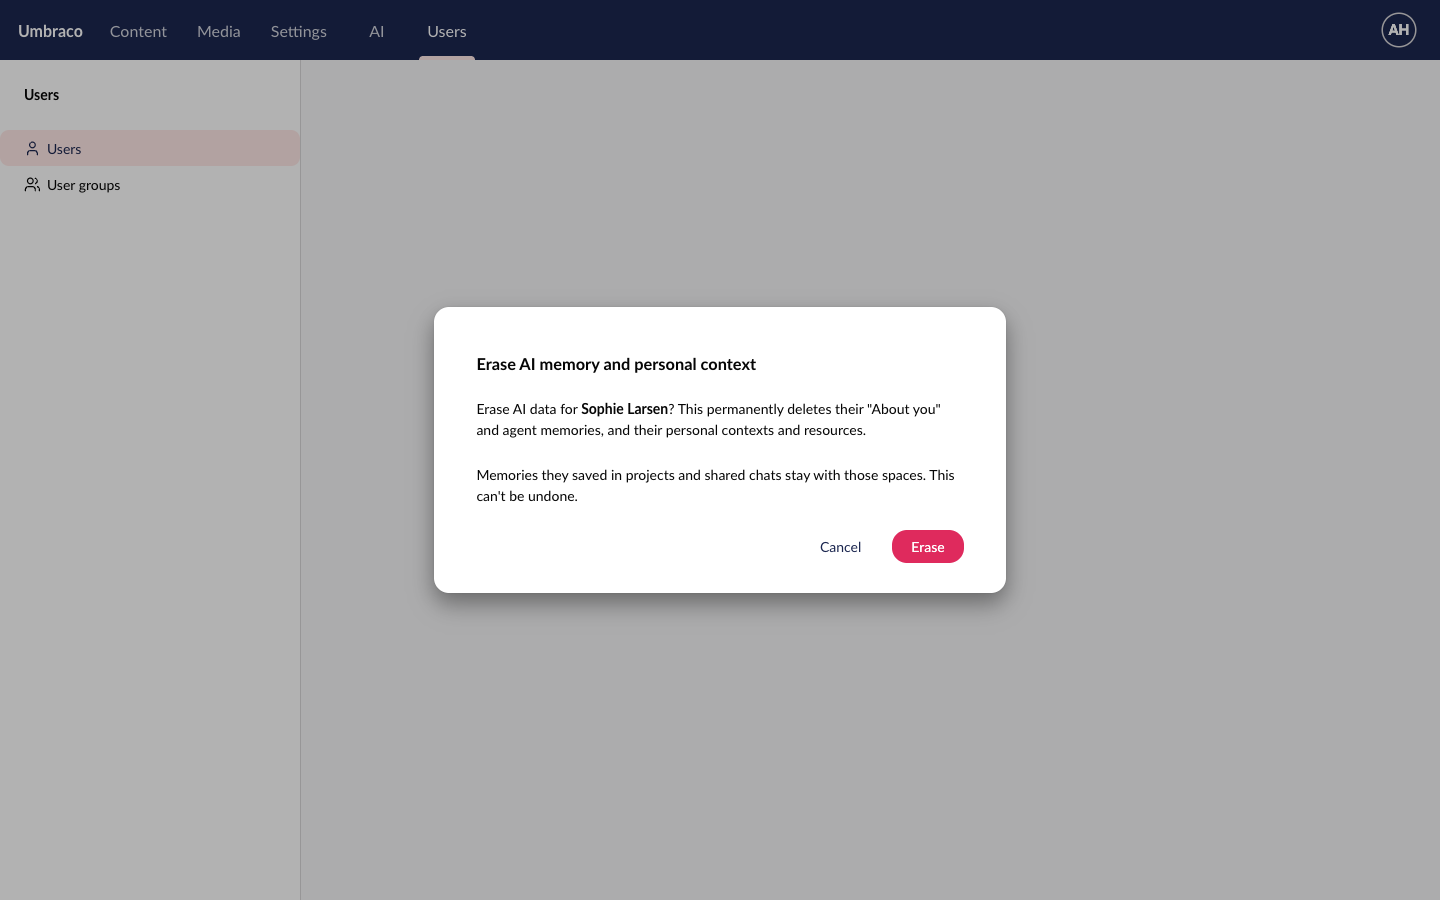 Umbraco Content Media Settings AI Users AH
Users
Users
User groups
Erase AI memory and personal context
Erase AI data for Sophie Larsen? This permanently deletes their "About you"
and agent memories, and their personal contexts and resources.
Memories they saved in projects and shared chats stay with those spaces. This
can't be undone.
Cancel Erase